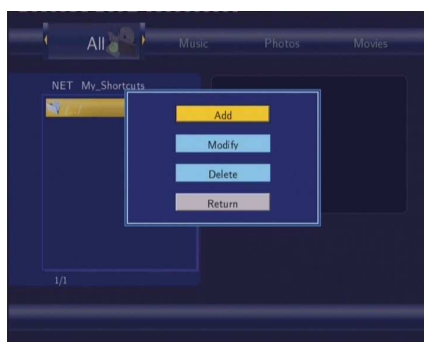 All Music Photos Movies
NET My_Shortcuts
Add
Modify
Delete
Return
1/1